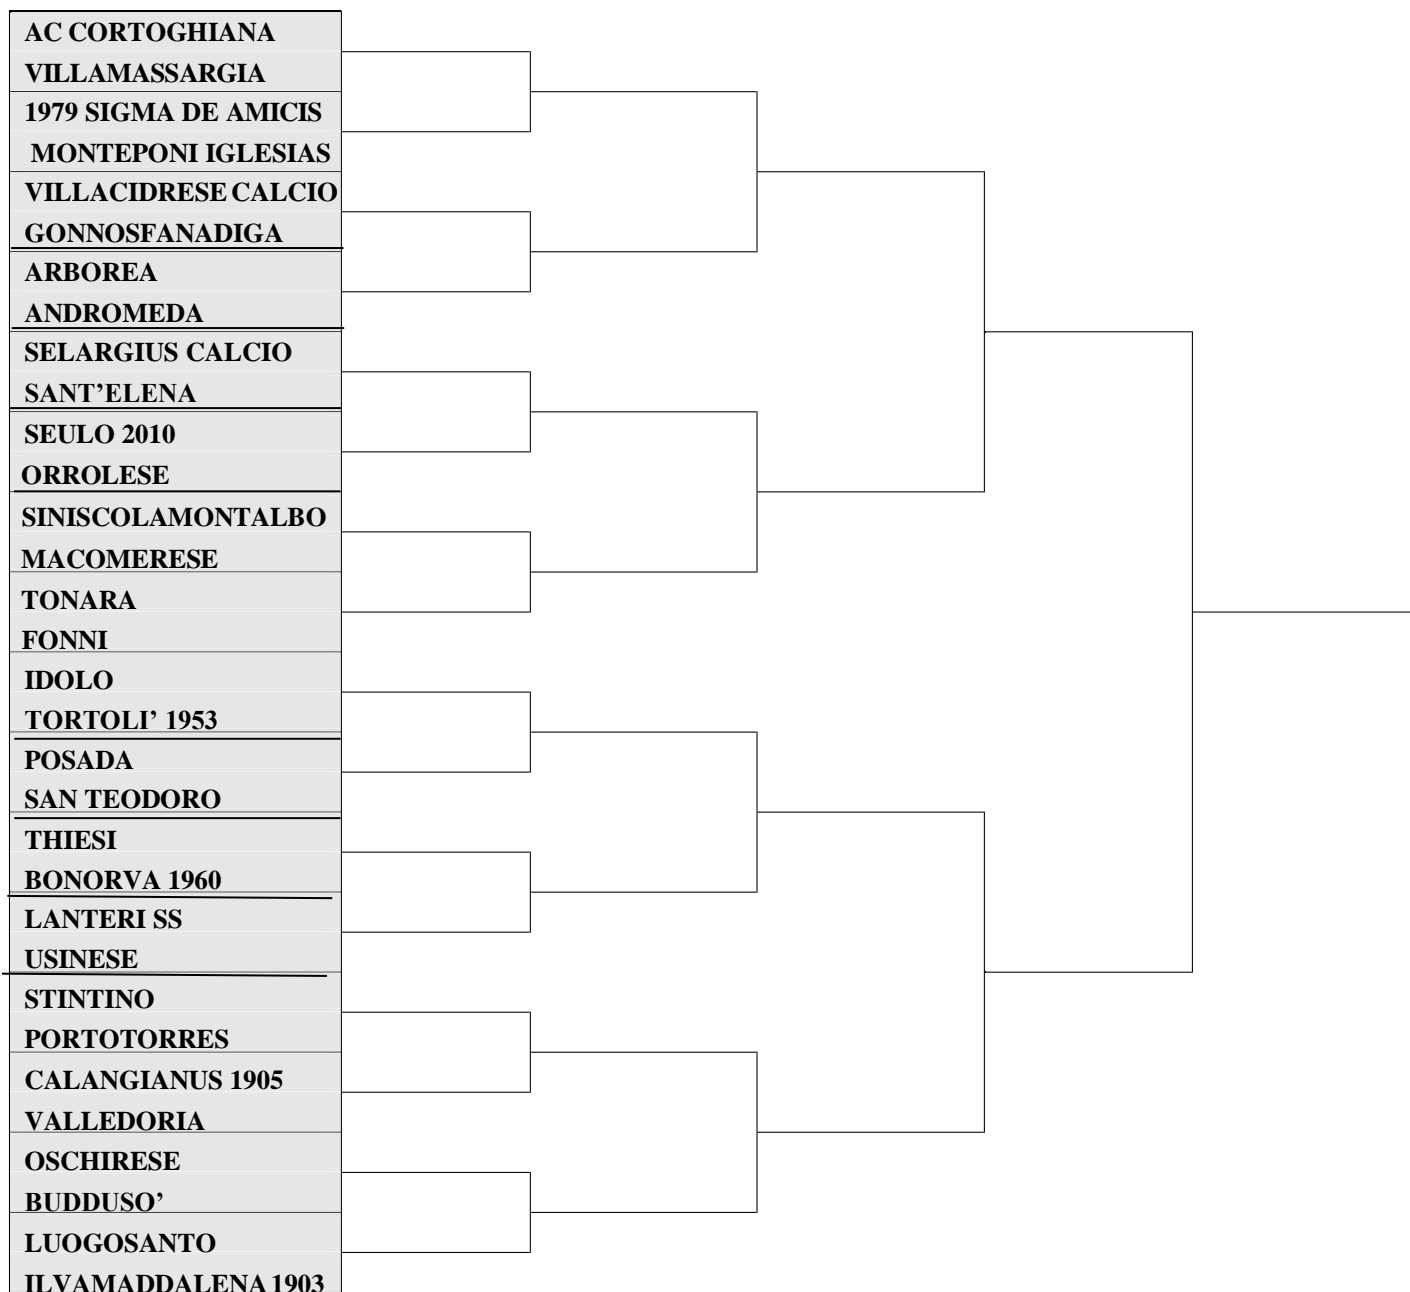 AC CORTOGHIANA
VILLAMASSARGIA
1979 SIGMA DE AMICIS
MONTEPONI IGLESIAS
VILLACIDRESE CALCIO
GONNOSFANADIGA
ARBOREA
ANDROMEDA
SELARGIUS CALCIO
SANT’ELENA
SEULO 2010
ORROLESE
SINISCOLAMONTALBO
MACOMERESE
TONARA
FONNI
IDOLO
TORTOLI’ 1953
POSADA
SAN TEODORO
THIESI
BONORVA 1960
LANTERI SS
USINESE
STINTINO
PORTOTORRES
CALANGIANUS 1905
VALLEDORIA
OSCHIRESE
BUDDUSO’
LUOGOSANTO
ILVAMADDALENA 1903